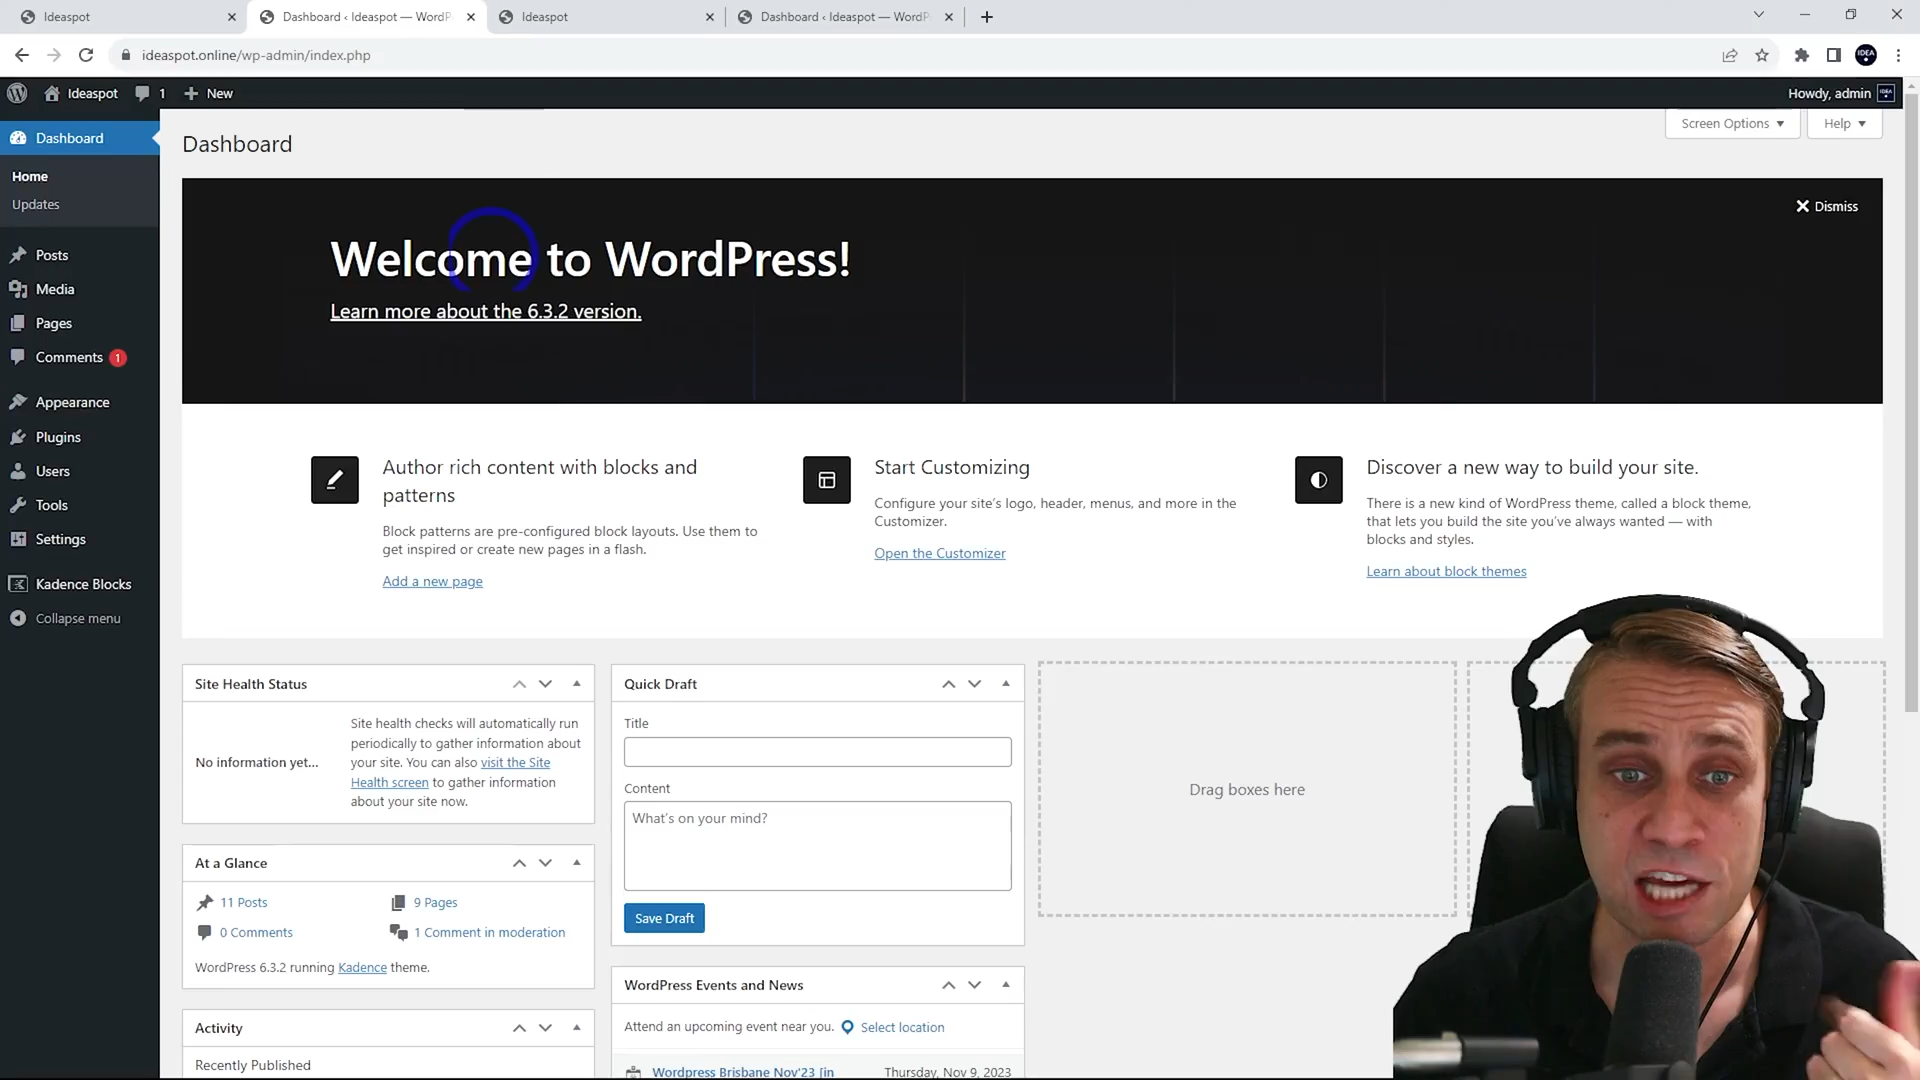 Ideaspot
Dashboard ‹ Ideaspot — WordP
Ideaspot
Dashboard ‹ Ideaspot — WordP
ideaspot.online/wp-admin/index.php
IDEA
Ideaspot
1
New
Howdy, admin
Dashboard
Home
Updates
Posts
Media
Pages
Comments 1
Appearance
Plugins
Users
Tools
Settings
Kadence Blocks
Collapse menu
Dashboard
Screen Options
Help
Dismiss
Welcome to WordPress!
Learn more about the 6.3.2 version.
Author rich content with blocks and
patterns
Block patterns are pre-configured block layouts. Use them to
get inspired or create new pages in a flash.
Add a new page
Start Customizing
Configure your site's logo, header, menus, and more in the
Customizer.
Open the Customizer
Discover a new way to build your site.
There is a new kind of WordPress theme, called a block theme,
that lets you build the site you've always wanted — with
blocks and styles.
Learn about block themes
Site Health Status
No information yet...
Site health checks will automatically run
periodically to gather information about
your site. You can also visit the Site
Health screen to gather information
about your site now.
At a Glance
11 Posts
9 Pages
0 Comments
1 Comment in moderation
WordPress 6.3.2 running Kadence theme.
Activity
Recently Published
Quick Draft
Title
Content
What's on your mind?
Save Draft
WordPress Events and News
Attend an upcoming event near you.
Select location
Wordpress Brisbane Nov'23 [in
Thursday, Nov 9, 2023
Drag boxes here